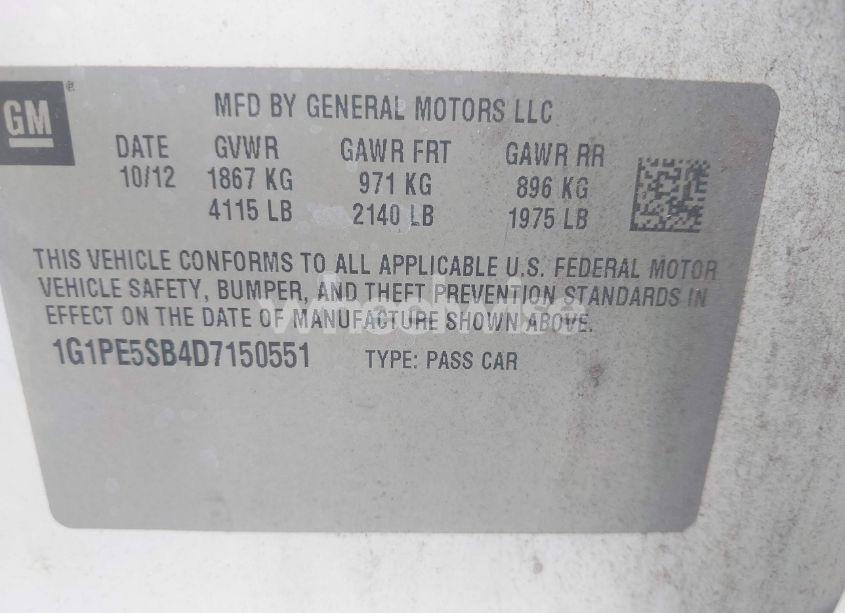 GM
MFD BY GENERAL MOTORS LLC
DATE GVWR GAWR FRT GAWR RR
10/12 1867 KG 971 KG 896 KG
4115 LB 2140 LB 1975 LB
THIS VEHICLE CONFORMS TO ALL APPLICABLE U.S. FEDERAL MOTOR
VEHICLE SAFETY, BUMPER, AND THEFT PREVENTION STANDARDS IN
EFFECT ON THE DATE OF MANUFACTURE SHOWN ABOVE.
1G1PE5SB4D7150551 TYPE: PASS CAR